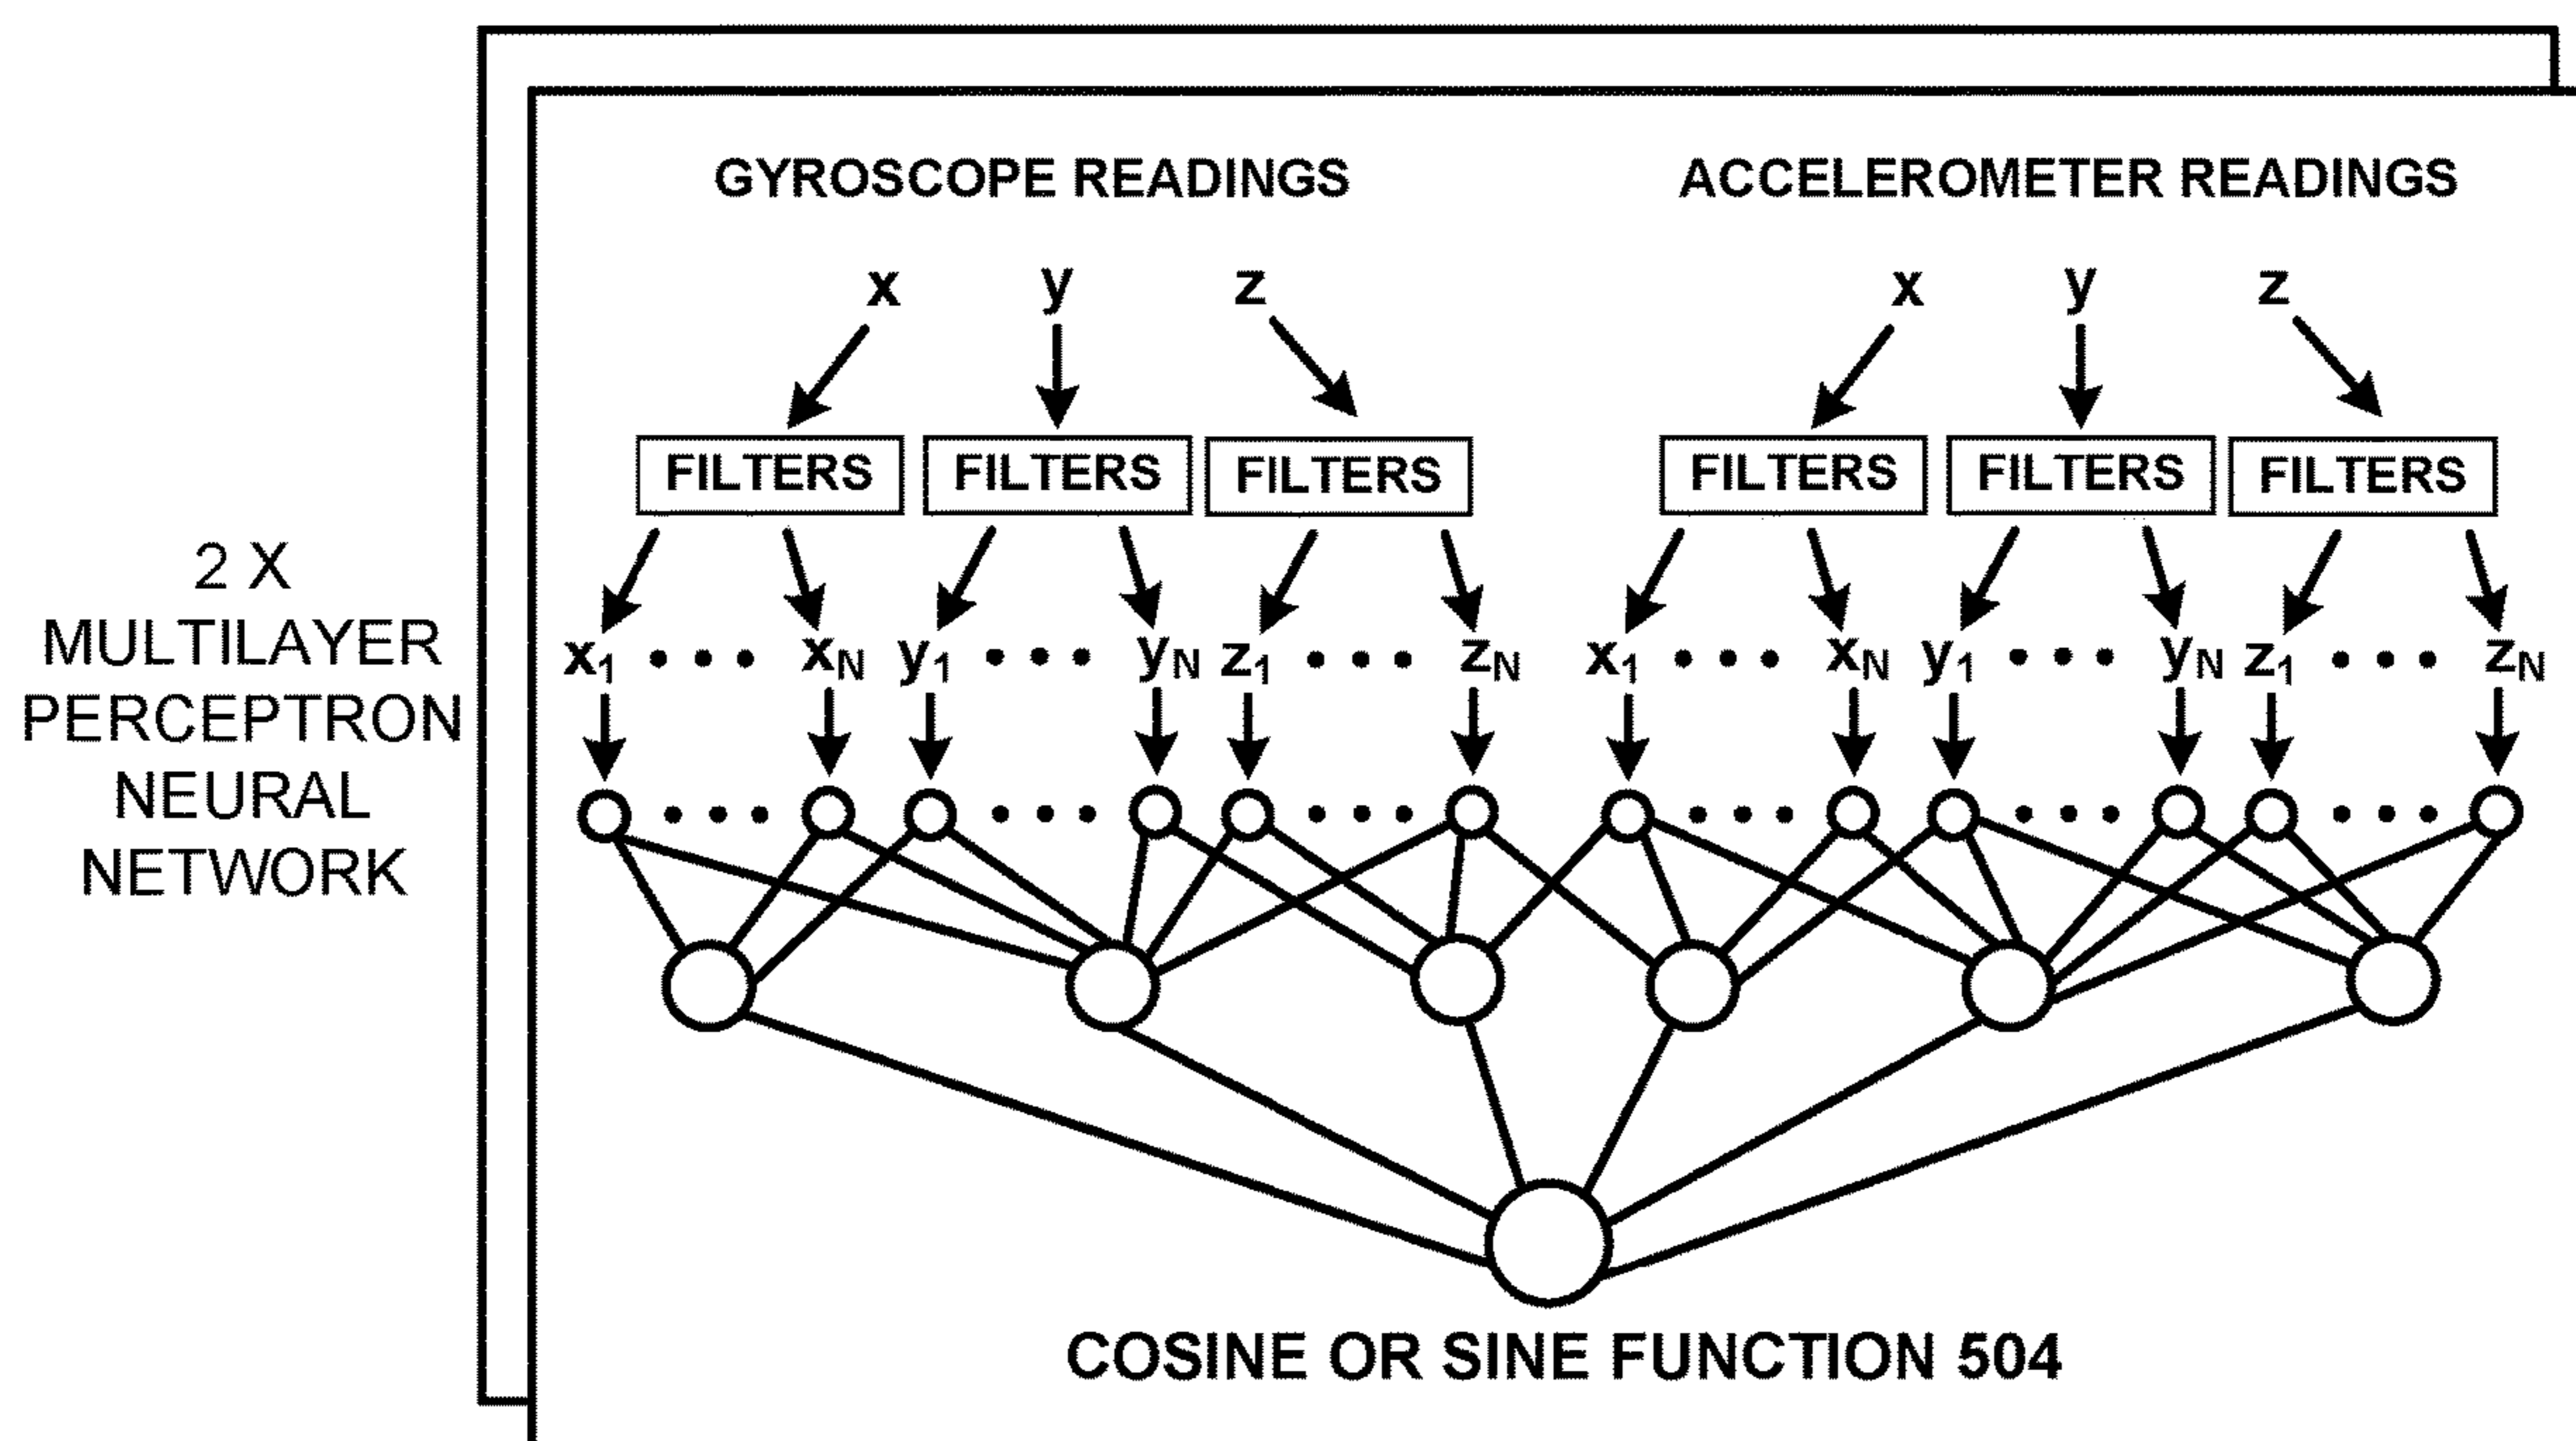 GYROSCOPE READINGS ACCELEROMETER READINGS
x y z x y z
FILTERS FILTERS FILTERS FILTERS FILTERS FILTERS
2 X
MULTILAYER
PERCEPTRON
NEURAL
NETWORK
x1 • • • xN y1 • • • yN z1 • • • zN x1 • • • xN y1 • • • yN z1 • • • zN
COSINE OR SINE FUNCTION 504